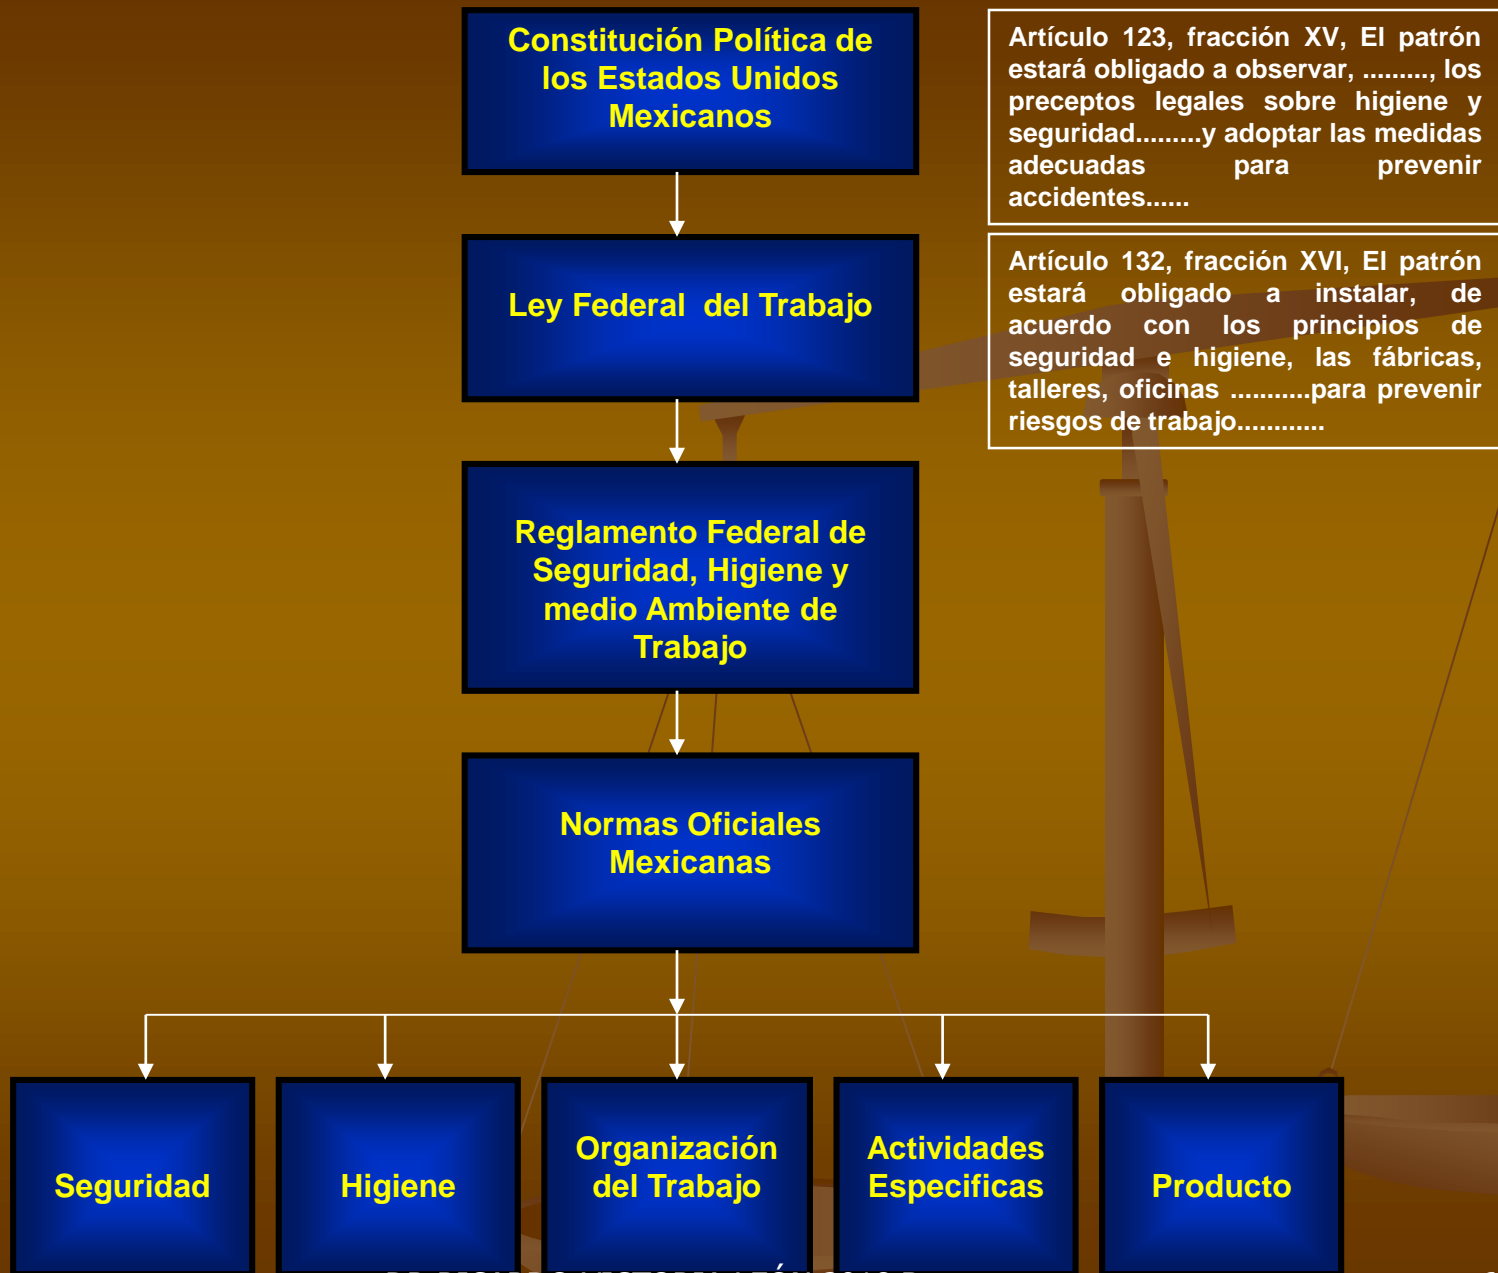 Constitución Política de
los Estados Unidos
Mexicanos
Artículo 123, fracción XV, El patrón
estará obligado a observar, ........., los
preceptos legales sobre higiene y
seguridad.........y adoptar las medidas
adecuadas para prevenir
accidentes......
Ley Federal del Trabajo
Artículo 132, fracción XVI, El patrón
estará obligado a instalar, de
acuerdo con los principios de
seguridad e higiene, las fábricas,
talleres, oficinas ...........para prevenir
riesgos de trabajo............
Reglamento Federal de
Seguridad, Higiene y
medio Ambiente de
Trabajo
Normas Oficiales
Mexicanas
Seguridad
Higiene
Organización
del Trabajo
Actividades
Especificas
Producto